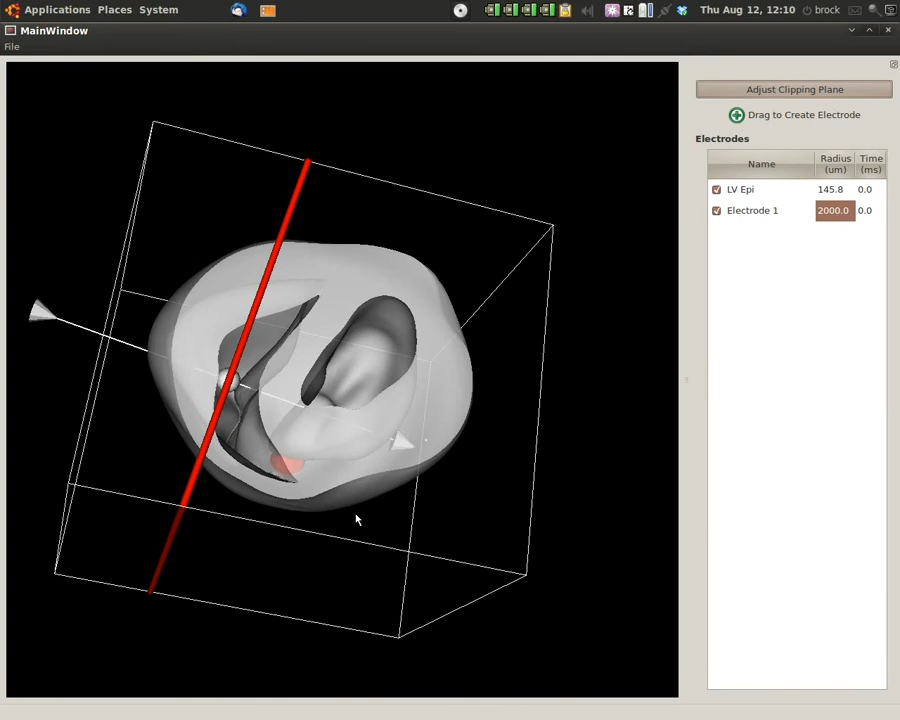 Applications Places System
Thu Aug 12, 12:10 brock
MainWindow
File
Adjust Clipping Plane
Drag to Create Electrode
Electrodes
Name Radius (um) Time (ms)
LV Epi 145.8 0.0
Electrode 1 2000.0 0.0